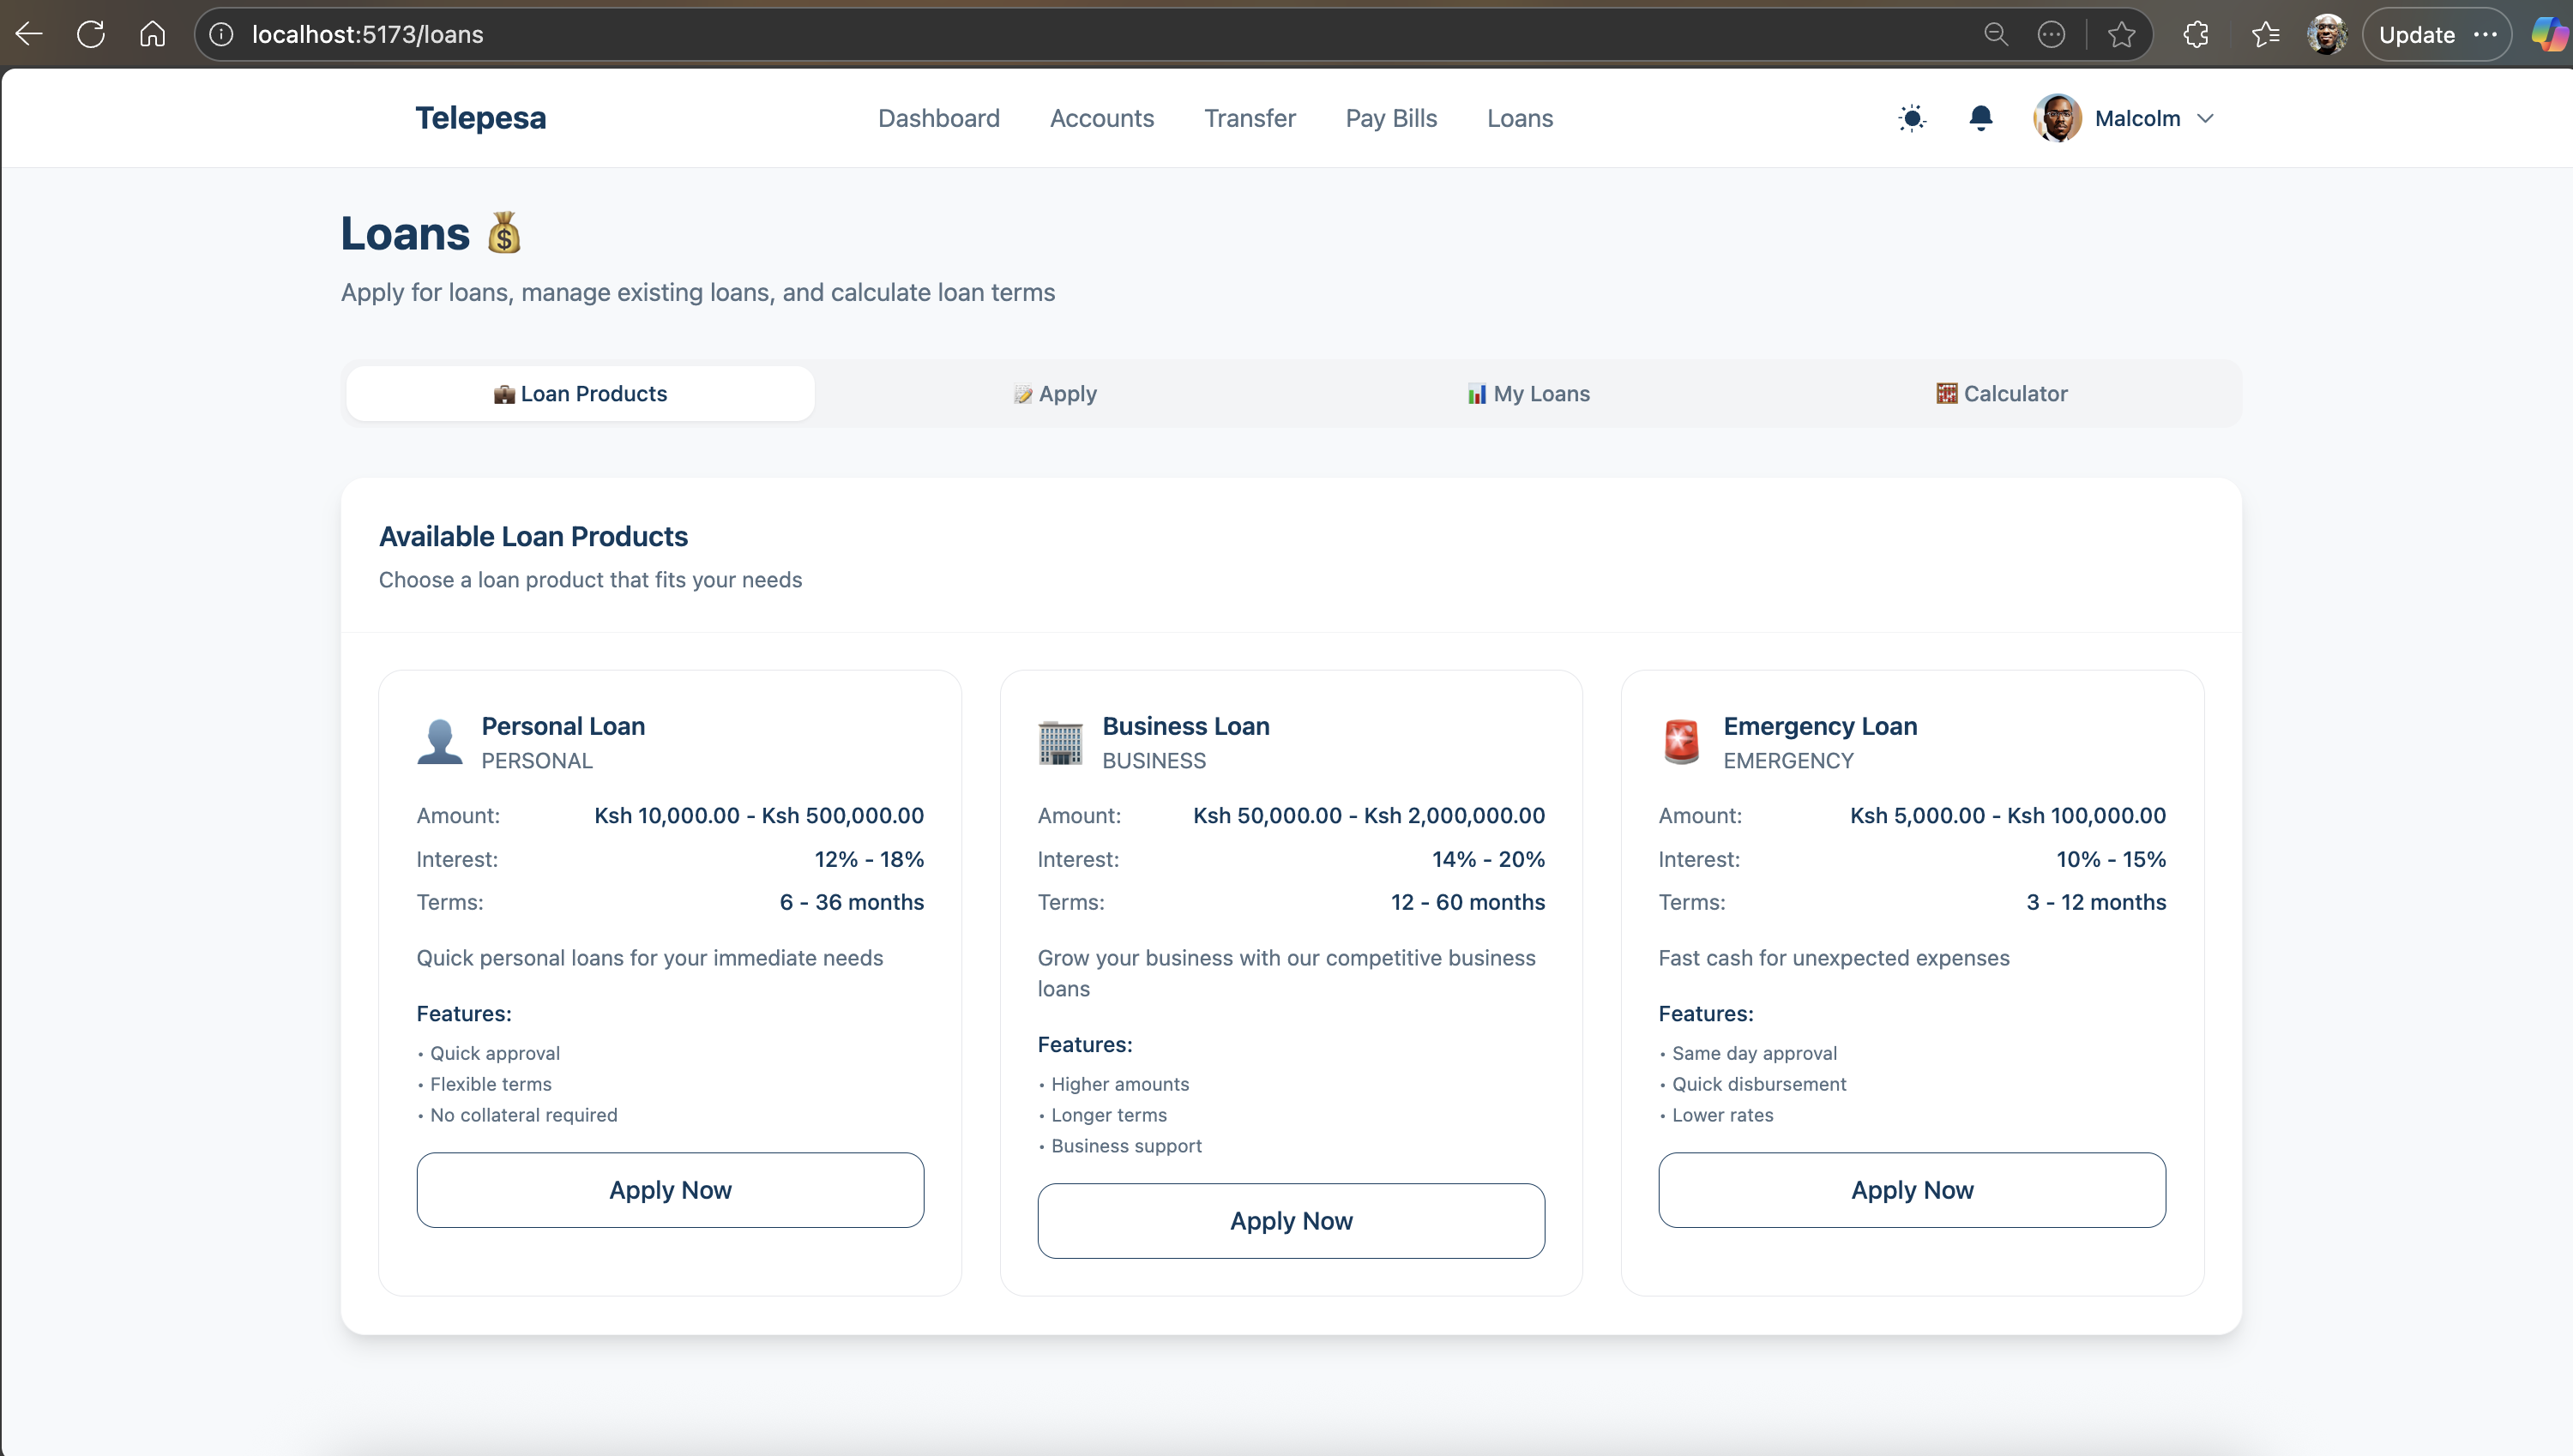 localhost:5173/loans
Update
Telepesa
Dashboard Accounts Transfer Pay Bills Loans
Malcolm
Loans
Apply for loans, manage existing loans, and calculate loan terms
Loan Products
Apply
My Loans
Calculator
Available Loan Products
Choose a loan product that fits your needs
Personal Loan
PERSONAL
Amount: Ksh 10,000.00 - Ksh 500,000.00
Interest: 12% - 18%
Terms: 6 - 36 months
Quick personal loans for your immediate needs
Features:
• Quick approval
• Flexible terms
• No collateral required
Apply Now
Business Loan
BUSINESS
Amount: Ksh 50,000.00 - Ksh 2,000,000.00
Interest: 14% - 20%
Terms: 12 - 60 months
Grow your business with our competitive business
loans
Features:
• Higher amounts
• Longer terms
• Business support
Apply Now
Emergency Loan
EMERGENCY
Amount: Ksh 5,000.00 - Ksh 100,000.00
Interest: 10% - 15%
Terms: 3 - 12 months
Fast cash for unexpected expenses
Features:
• Same day approval
• Quick disbursement
• Lower rates
Apply Now